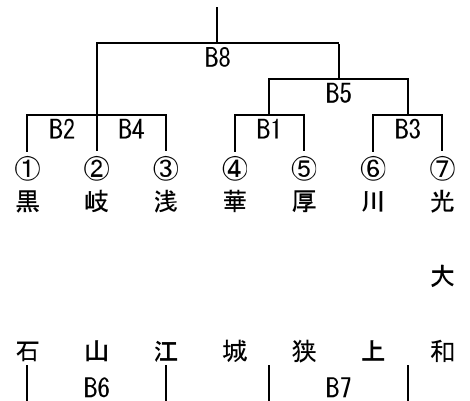 B8
B5
B2 B4 B1 B3
① ② ③ ④ ⑤ ⑥ ⑦
黒石
岐山
浅江
華城
厚狭
川上
光大和
B6 B7